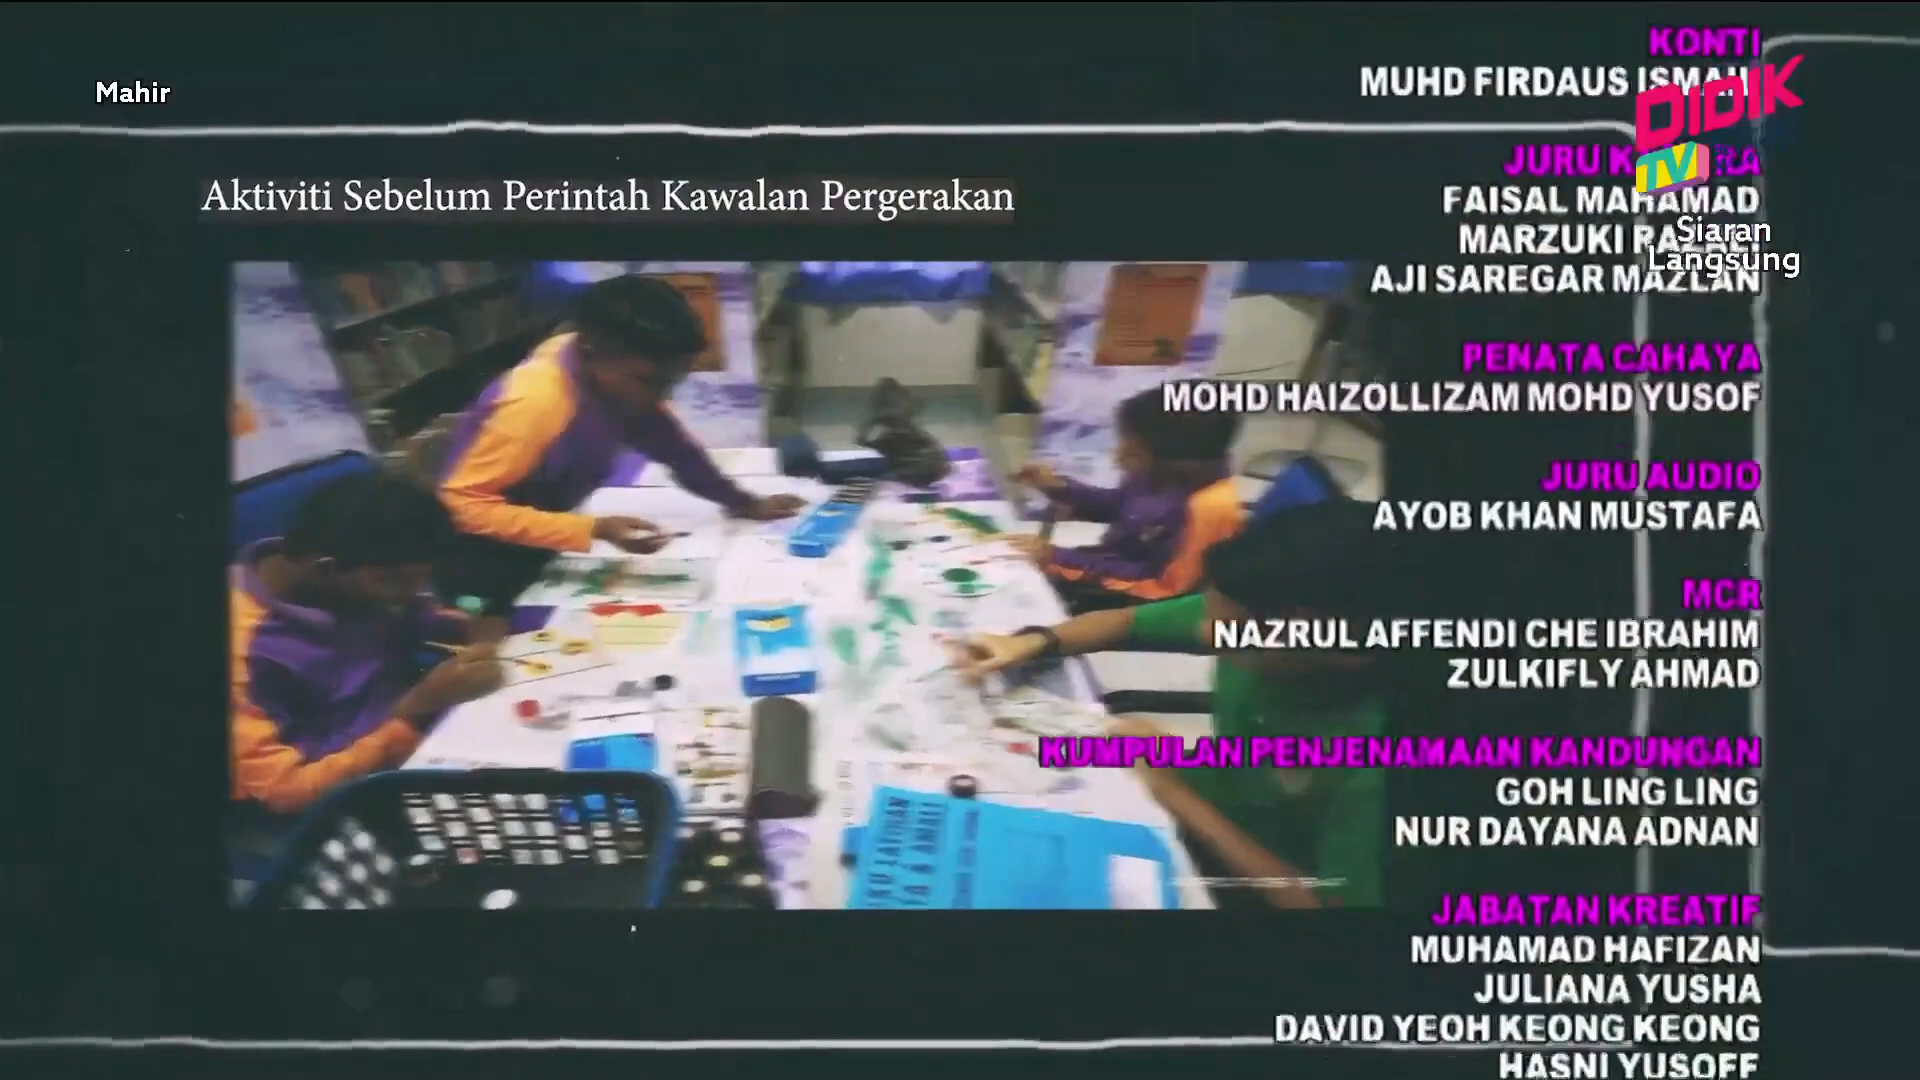 Mahir
Aktiviti Sebelum Perintah Kawalan Pergerakan
KONTI
MUHD FIRDAUS ISMAIL
DIDIK
TV
Siaran
Langsung
JURU
FAISAL MAHAMAD
MARZUKI
AJI SAREGAR MAZLAN
PENATA CAHAYA
MOHD HAIZOLLIZAM MOHD YUSOF
JURU AUDIO
AYOB KHAN MUSTAFA
MCR
NAZRUL AFFENDI CHE IBRAHIM
ZULKIFLY AHMAD
KUMPULAN PENJENAMAAN KANDUNGAN
GOH LING LING
NUR DAYANA ADNAN
JABATAN KREATIF
MUHAMAD HAFIZAN
JULIANA YUSHA
DAVID YEOH KEONG KEONG
HASNI YUSOFF